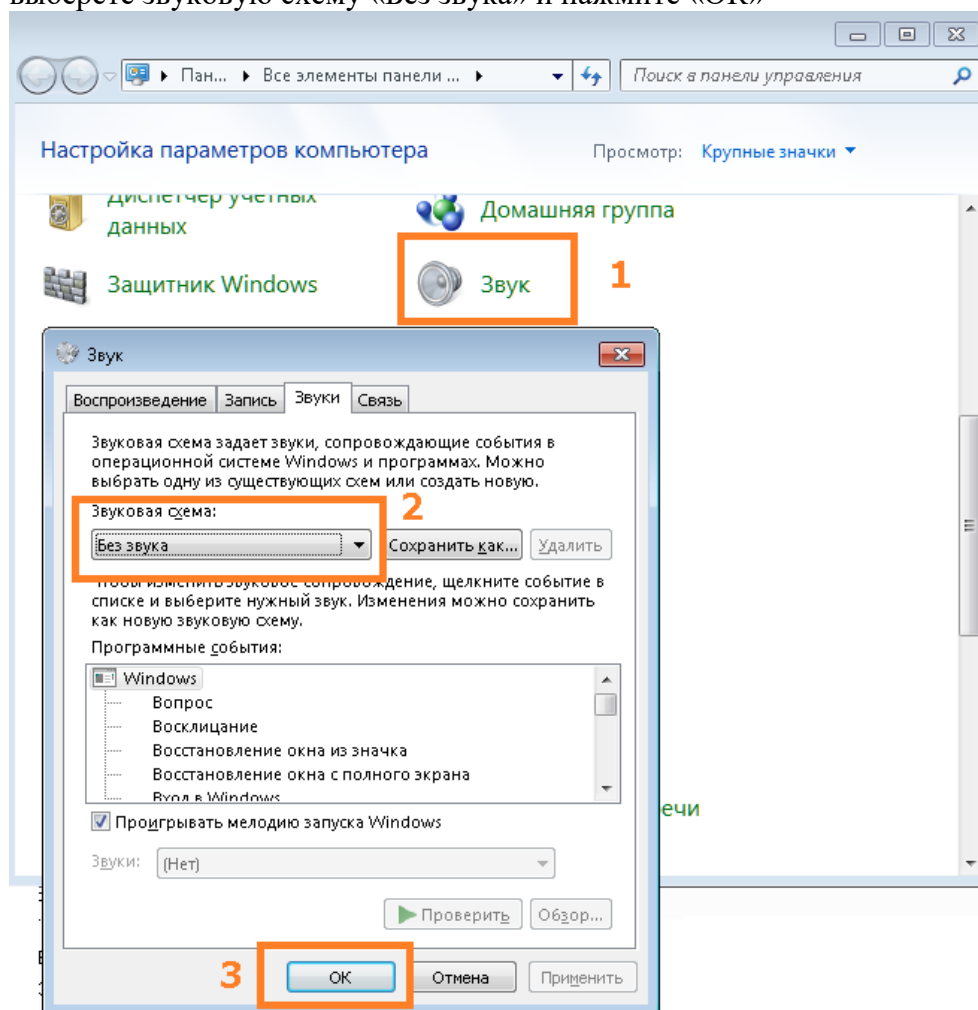 выберете звуковую схему «Без звука» и нажмите «ОК»
Пан... Все элементы панели ... Поиск в панели управления
Настройка параметров компьютера Просмотр: Крупные значки
Диспетчер учетных
данных
Домашняя группа
Защитник Windows
Звук 1
Звук
Воспроизведение Запись Звуки Связь
Звуковая схема задает звуки, сопровождающие события в
операционной системе Windows и программах. Можно
выбрать одну из существующих схем или создать новую.
Звуковая схема: 2
Без звука Сохранить как... Удалить
Чтобы изменить звуковое сопровождение, щелкните событие в
списке и выберите нужный звук. Изменения можно сохранить
как новую звуковую схему.
Программные события:
Windows
Вопрос
Восклицание
Восстановление окна из значка
Восстановление окна с полного экрана
Вход в Windows
ечи
Проигрывать мелодию запуска Windows
Звуки: (Нет)
Проверить Обзор...
3 ОК Отмена Применить